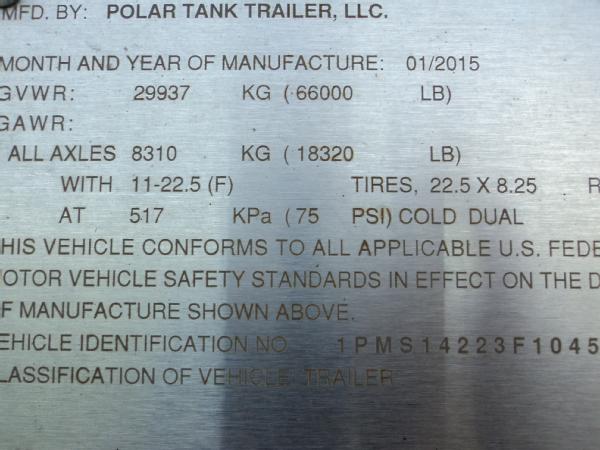 MFD. BY: POLAR TANK TRAILER, LLC.
MONTH AND YEAR OF MANUFACTURE: 01/2015
GVWR: 29937 KG ( 66000 LB)
GAWR:
ALL AXLES 8310 KG ( 18320 LB)
WITH 11-22.5 (F) TIRES, 22.5 X 8.25 R
AT 517 KPa ( 75 PSI) COLD DUAL
HIS VEHICLE CONFORMS TO ALL APPLICABLE U.S. FEDE
OTOR VEHICLE SAFETY STANDARDS IN EFFECT ON THE D
F MANUFACTURE SHOWN ABOVE.
EHICLE IDENTIFICATION NO 1PMS14223F1045
LASSIFICATION OF VEHICLE TRAILER